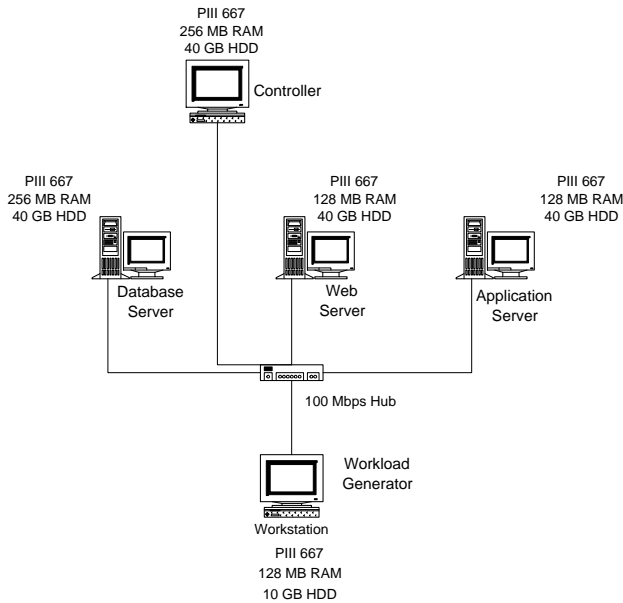 PIII 667
256 MB RAM
40 GB HDD
Controller
PIII 667
256 MB RAM
40 GB HDD
Database
Server
PIII 667
128 MB RAM
40 GB HDD
Web
Server
PIII 667
128 MB RAM
40 GB HDD
Application
Server
100 Mbps Hub
Workload
Generator
Workstation
PIII 667
128 MB RAM
10 GB HDD